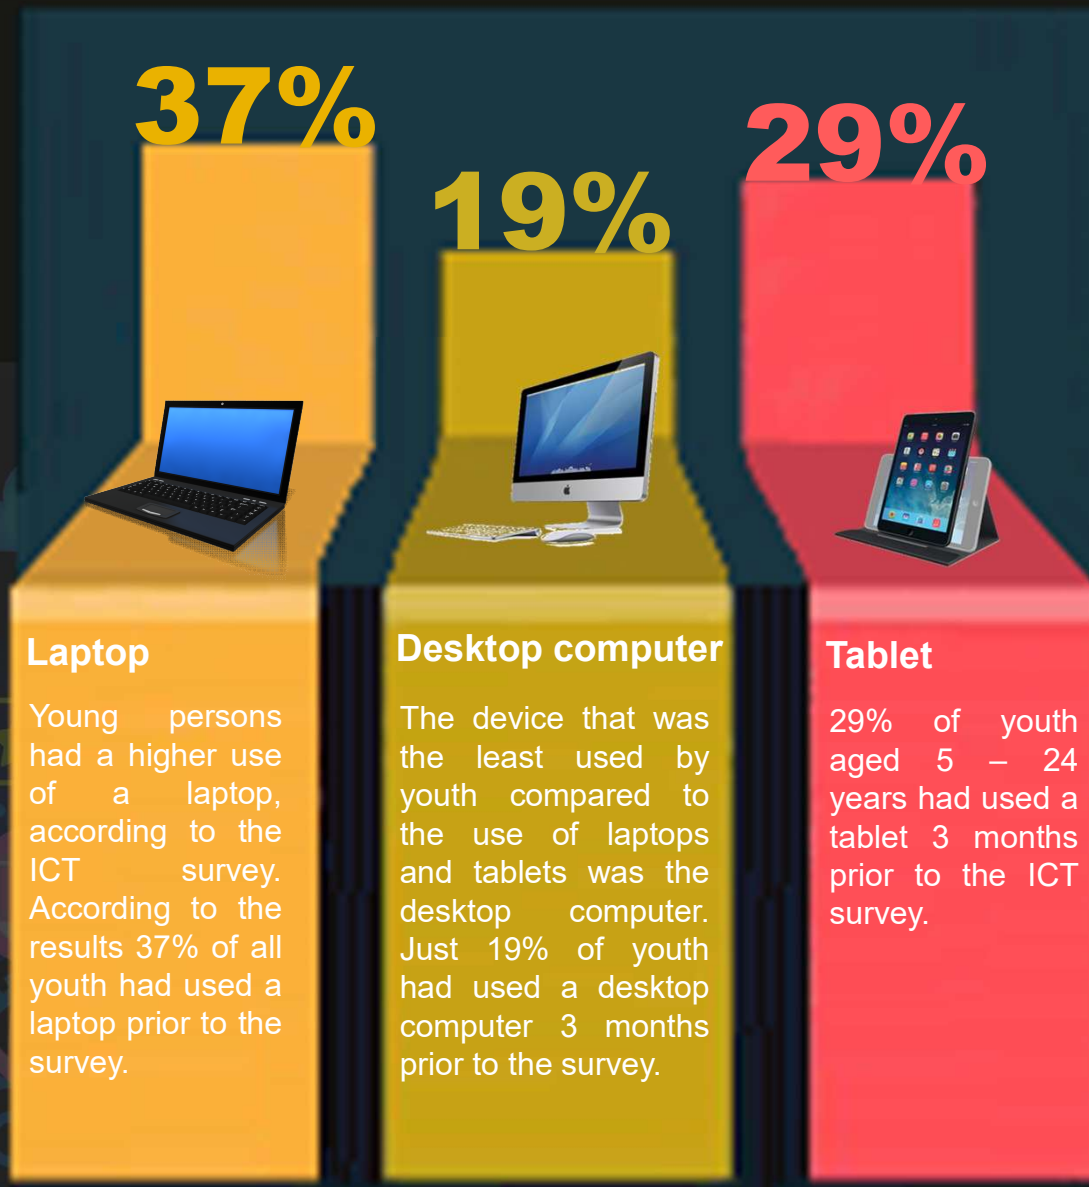 37%
19%
29%
Laptop
Young persons
had a higher use
of a laptop,
according to the
ICT survey.
According to the
results 37% of all
youth had used a
laptop prior to the
survey.
Desktop computer
The device that was
the least used by
youth compared to
the use of laptops
and tablets was the
desktop computer.
Just 19% of youth
had used a desktop
computer 3 months
prior to the survey.
Tablet
29% of youth
aged 5 – 24
years had used a
tablet 3 months
prior to the ICT
survey.